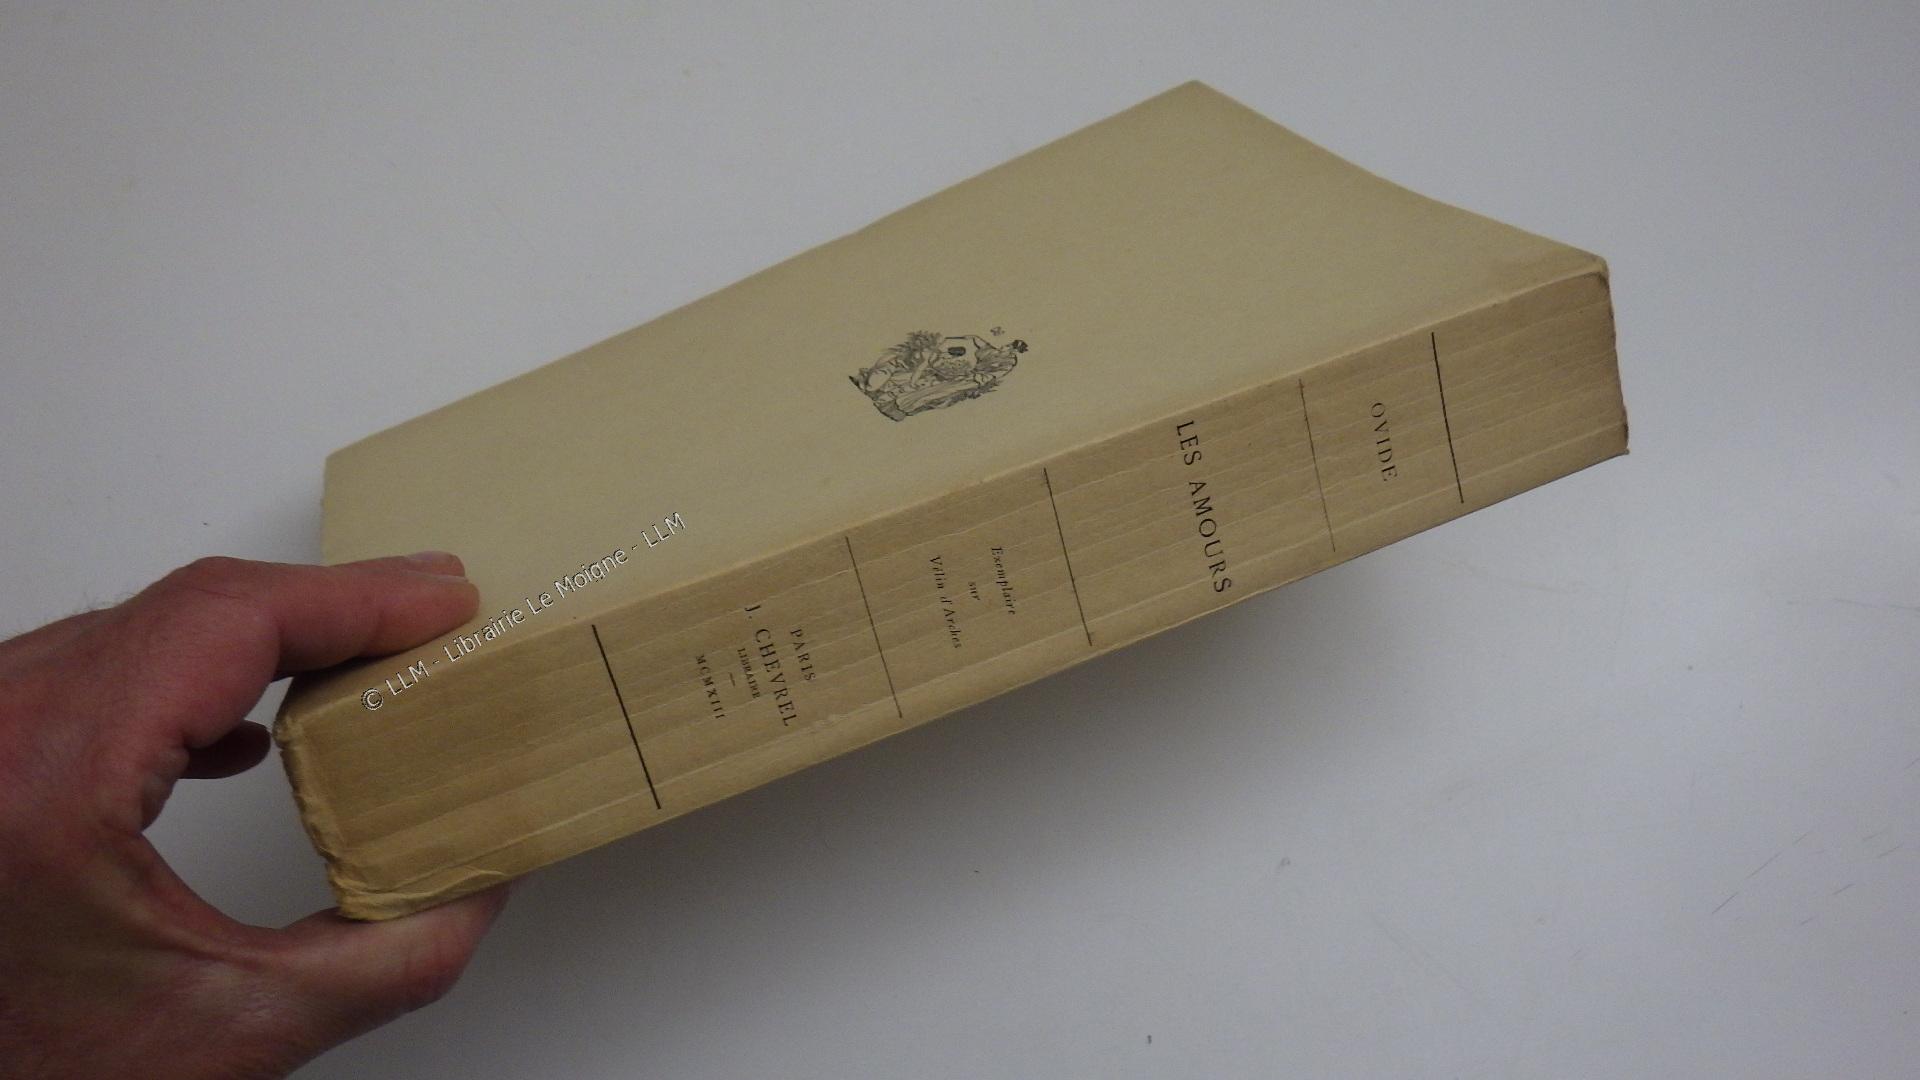 OVIDE
LES AMOURS
Exemplaire
sur
Vélin d'Arches
PARIS
J. CHEVREL
LIBRAIRE
MCMXIII
© LLM - Librairie Le Moigne - LLM